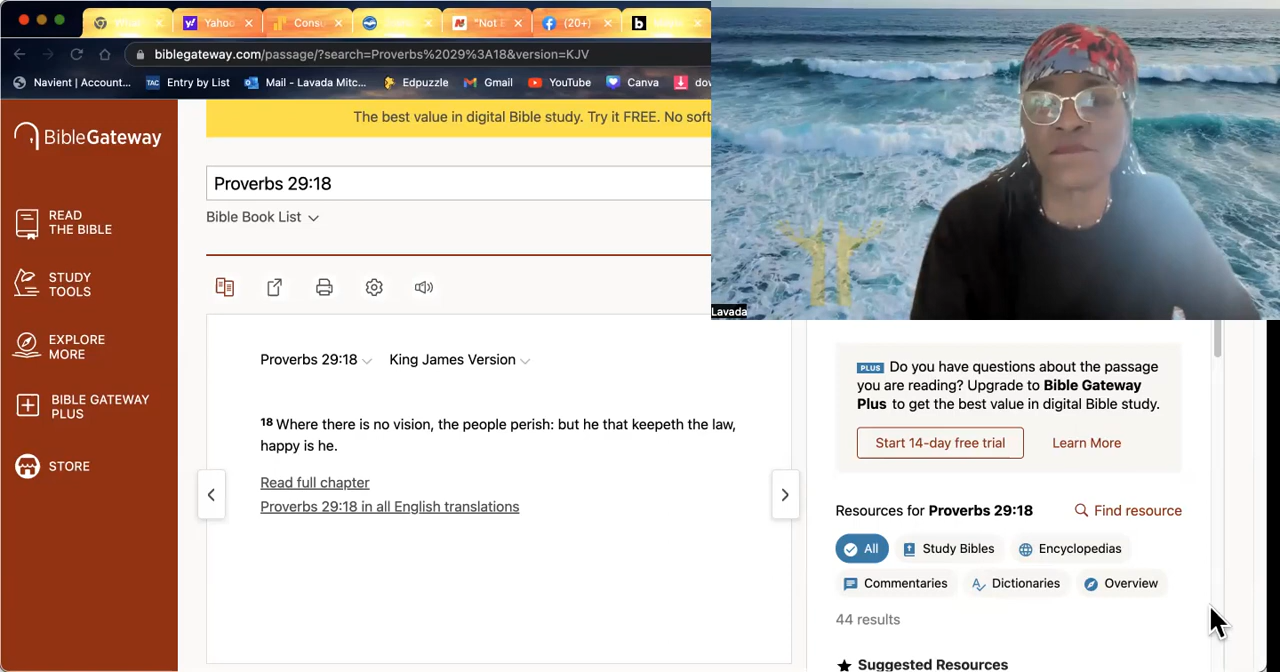 Yahoo
Consu
"Not E
(20+)
biblegateway.com/passage/?search=Proverbs%2029%3A18&version=KJV
Navient | Account... TAC Entry by List Mail - Lavada Mitc... Edpuzzle Gmail YouTube Canva dov
The best value in digital Bible study. Try it FREE. No soft
BibleGateway
READ
THE BIBLE
STUDY
TOOLS
EXPLORE
MORE
BIBLE GATEWAY
PLUS
STORE
Proverbs 29:18
Bible Book List
Proverbs 29:18 King James Version
18 Where there is no vision, the people perish: but he that keepeth the law,
happy is he.
Read full chapter
Proverbs 29:18 in all English translations
Lavada
PLUS Do you have questions about the passage
you are reading? Upgrade to Bible Gateway
Plus to get the best value in digital Bible study.
Start 14-day free trial Learn More
Resources for Proverbs 29:18 Find resource
All Study Bibles Encyclopedias
Commentaries Dictionaries Overview
44 results
Suggested Resources